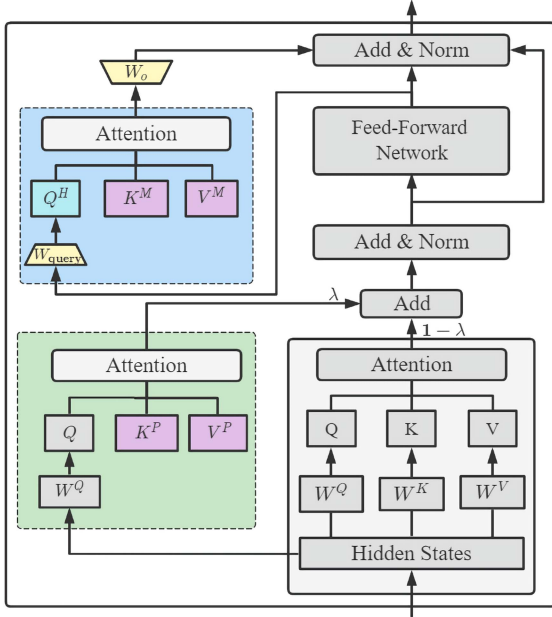 Add & Norm
W_o
Attention
Feed-Forward
Network
Q^H
K^M
V^M
W_query
Add & Norm
λ
Add
1 − λ
Attention
Attention
Q
K^P
V^P
Q
K
V
W^Q
W^Q
W^K
W^V
Hidden States